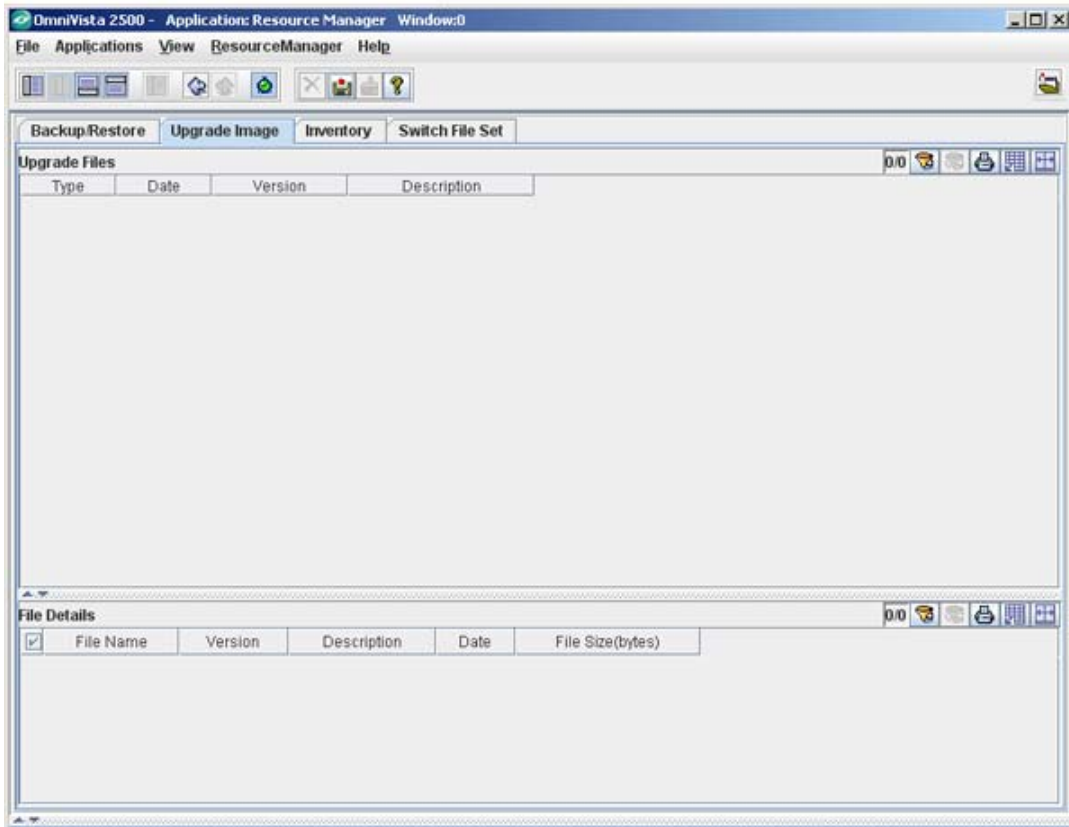 OmniVista 2500 - Application: Resource Manager Window:0
File Applications View ResourceManager Help
Backup/Restore Upgrade Image Inventory Switch File Set
Upgrade Files 0/0
Type Date Version Description
File Details 0/0
File Name Version Description Date File Size(bytes)